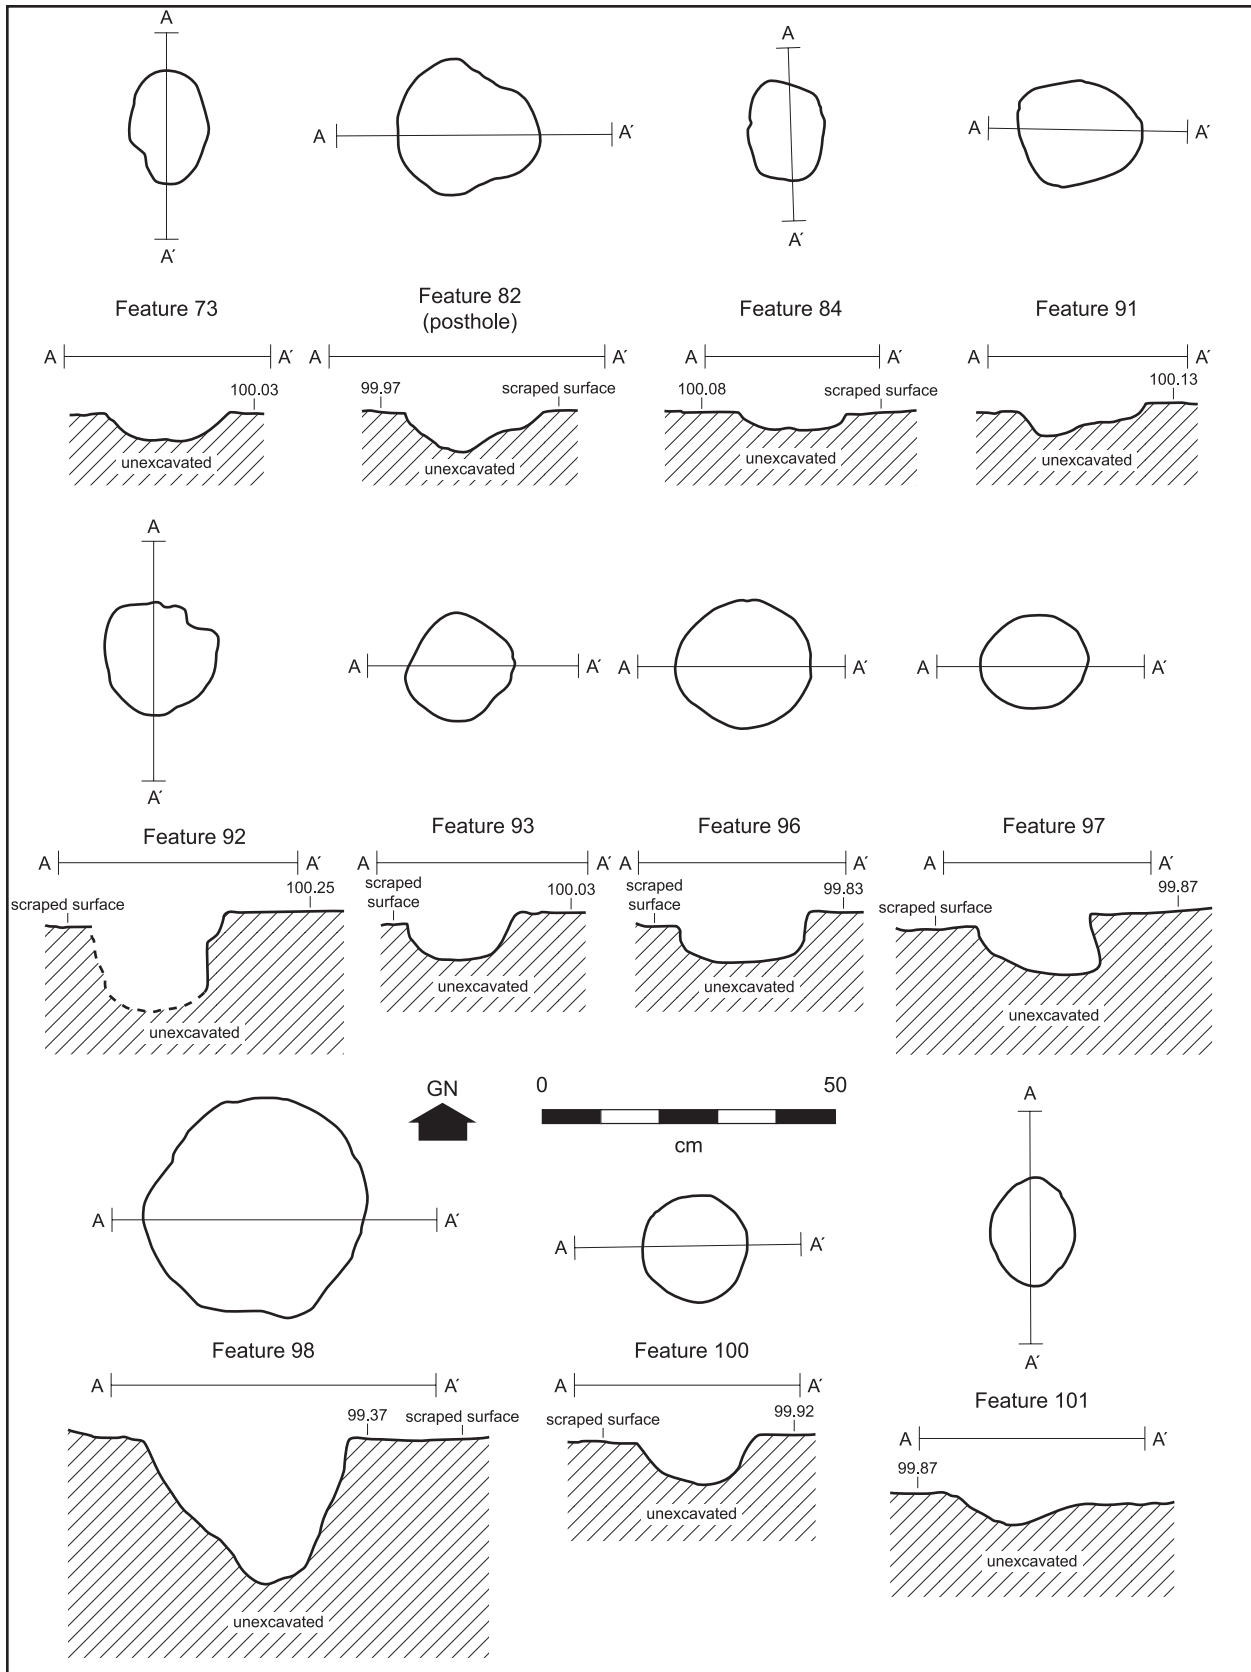 A
A
A
A´
A
A´
A´
A
A´
Feature 73
Feature 82
(posthole)
Feature 84
Feature 91
A
A´
A
A´
A
A´
A
A´
100.03
99.97
scraped surface
100.08
scraped surface
100.13
unexcavated
unexcavated
unexcavated
unexcavated
A
A
A´
A
A´
A
A´
A´
Feature 92
Feature 93
Feature 96
Feature 97
A
A´
A
A´
A
A´
A
A´
scraped surface
100.25
scraped
surface
100.03
scraped
surface
99.83
scraped surface
99.87
unexcavated
unexcavated
unexcavated
unexcavated
GN
0
50
cm
A
A
A´
A
A´
A´
Feature 98
Feature 100
Feature 101
A
A´
A
A´
A
A´
99.37
scraped surface
scraped surface
99.92
99.87
unexcavated
unexcavated
unexcavated